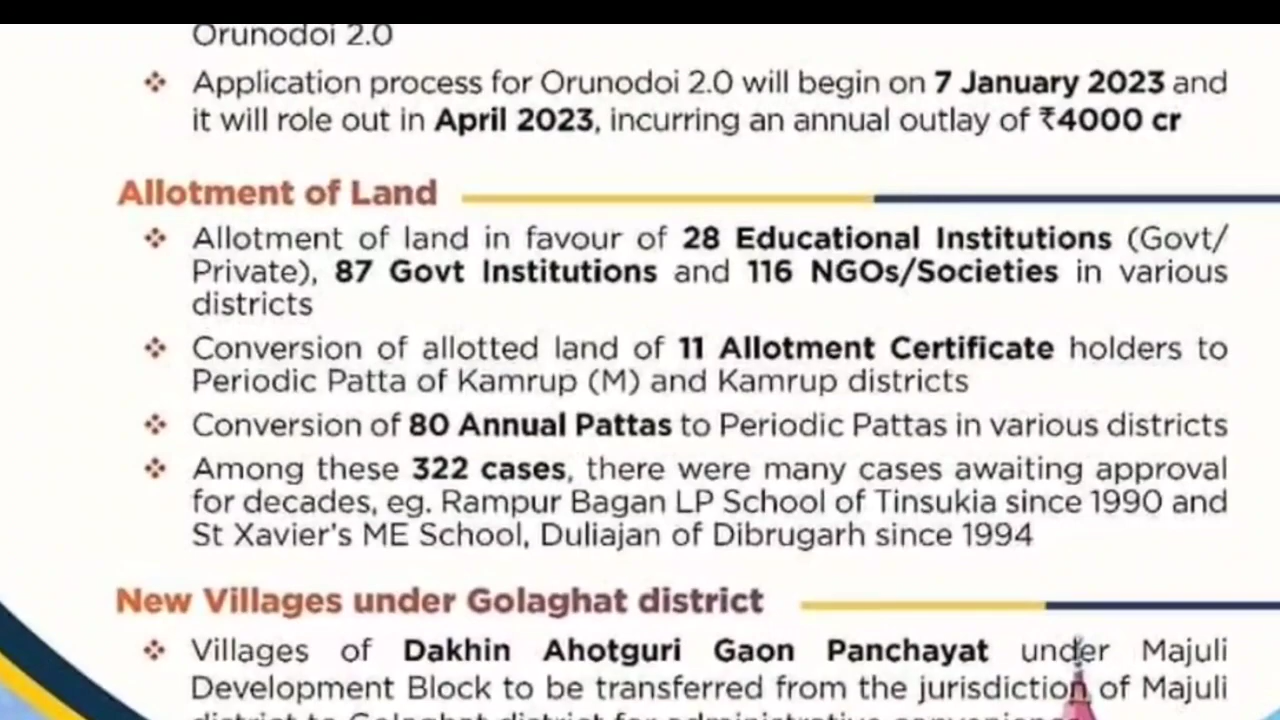 Orunodoi 2.0
Application process for Orunodoi 2.0 will begin on 7 January 2023 and
it will role out in April 2023, incurring an annual outlay of ₹4000 cr
Allotment of Land
Allotment of land in favour of 28 Educational Institutions (Govt/
Private), 87 Govt Institutions and 116 NGOs/Societies in various
districts
Conversion of allotted land of 11 Allotment Certificate holders to
Periodic Patta of Kamrup (M) and Kamrup districts
Conversion of 80 Annual Pattas to Periodic Pattas in various districts
Among these 322 cases, there were many cases awaiting approval
for decades, eg. Rampur Bagan LP School of Tinsukia since 1990 and
St Xavier's ME School, Duliajan of Dibrugarh since 1994
New Villages under Golaghat district
Villages of Dakhin Ahotguri Gaon Panchayat under Majuli
Development Block to be transferred from the jurisdiction of Majuli
district to Golaghat district for administrative convenience